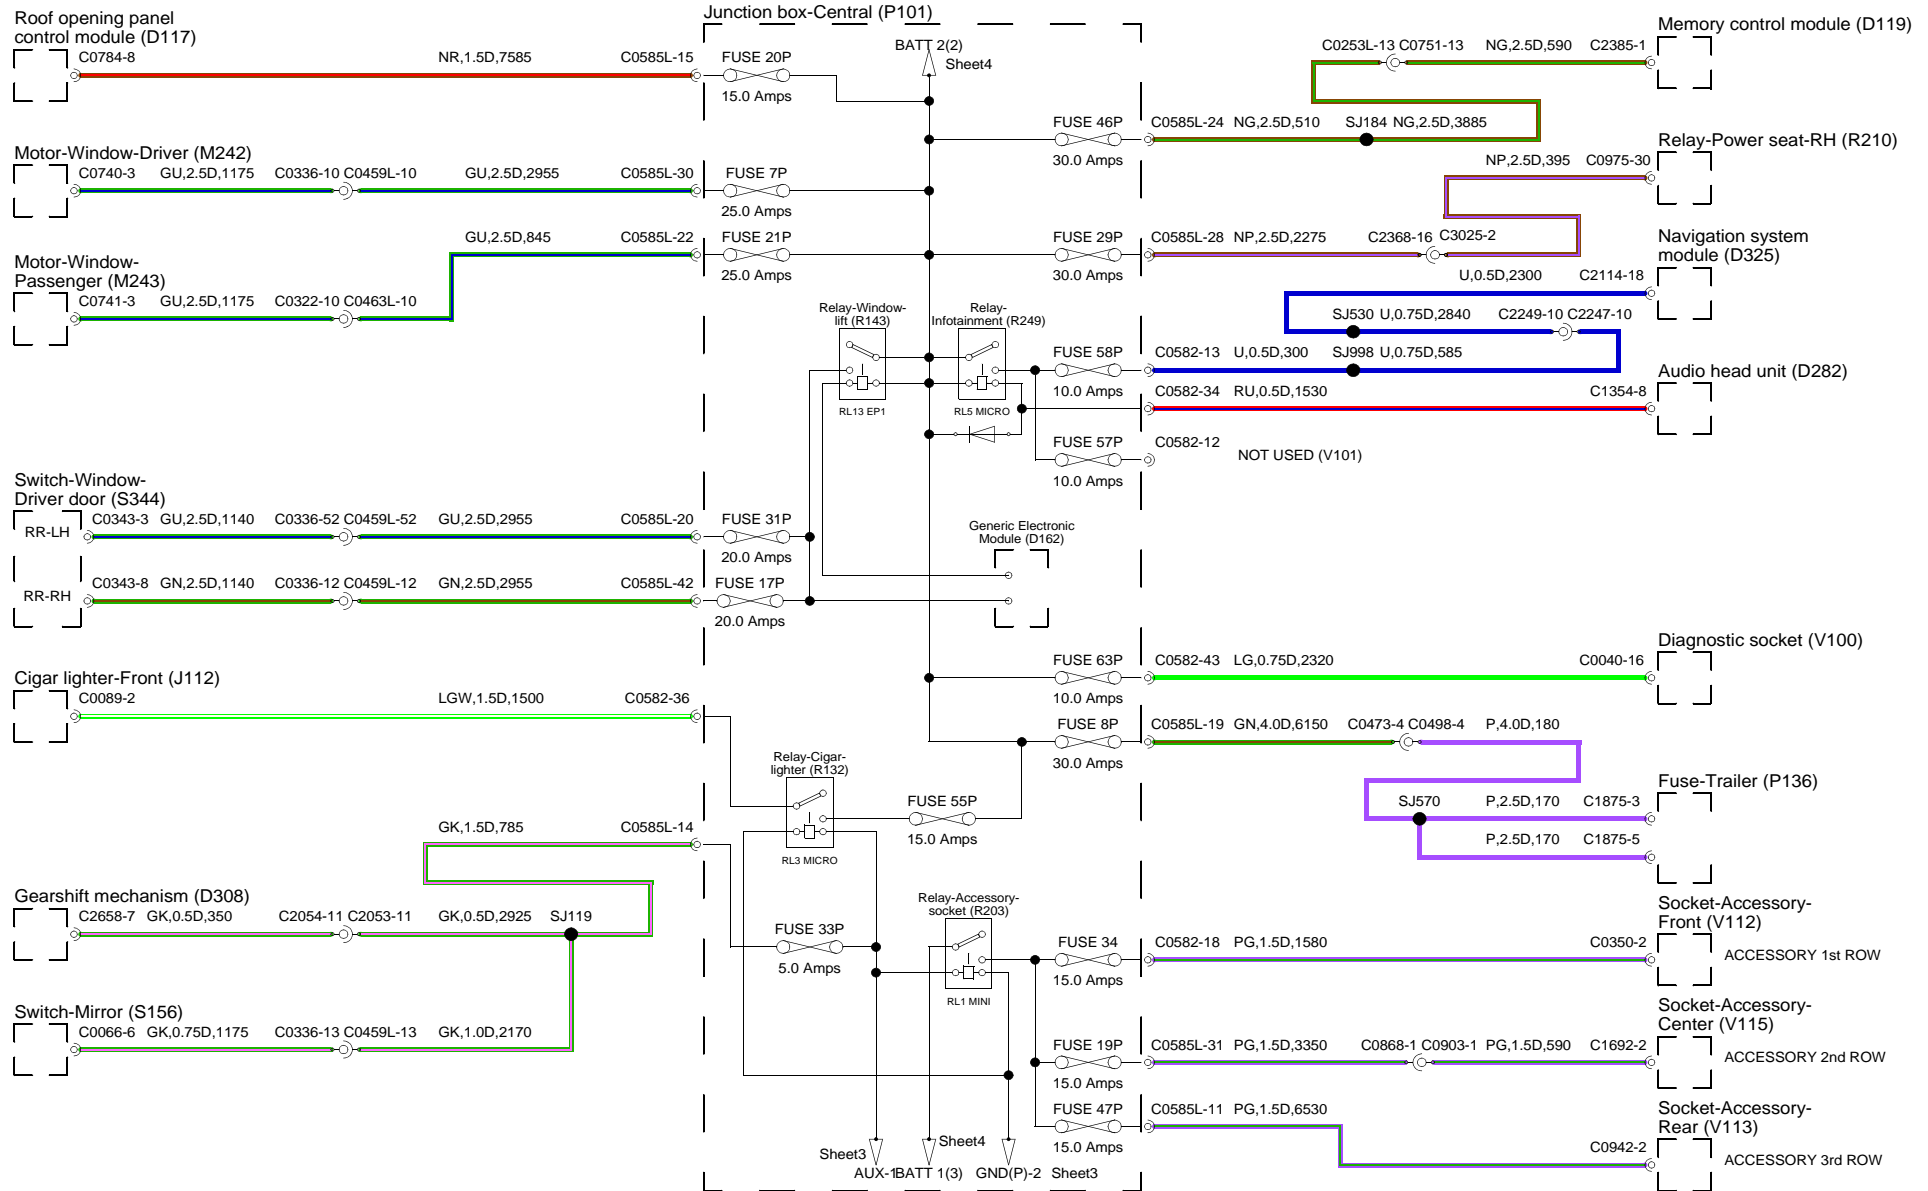 Junction box-Central (P101)
Roof opening panel
control module (D117)
C0784-8 NR,1.5D,7585 C0585L-15
FUSE 20P
15.0 Amps
BATT 2(2)
Sheet4
Motor-Window-Driver (M242)
C0740-3 GU,2.5D,1175 C0336-10 C0459L-10 GU,2.5D,2955 C0585L-30
FUSE 7P
25.0 Amps
Motor-Window-
Passenger (M243)
C0741-3 GU,2.5D,1175 C0322-10 C0463L-10
GU,2.5D,845 C0585L-22
FUSE 21P
25.0 Amps
Memory control module (D119)
C0253L-13 C0751-13 NG,2.5D,590 C2385-1
FUSE 46P
30.0 Amps
C0585L-24 NG,2.5D,510 SJ184 NG,2.5D,3885
Relay-Power seat-RH (R210)
NP,2.5D,395 C0975-30
FUSE 29P
30.0 Amps
C0585L-28 NP,2.5D,2275 C2368-16 C3025-2
Navigation system
module (D325)
U,0.5D,2300 C2114-18
SJ530 U,0.75D,2840 C2249-10 C2247-10
Relay-Window-
lift (R143)
RL13 EP1
Relay-
Infotainment (R249)
RL5 MICRO
FUSE 58P
10.0 Amps
C0582-13 U,0.5D,300 SJ998 U,0.75D,585
Audio head unit (D282)
C0582-34 RU,0.5D,1530 C1354-8
FUSE 57P
10.0 Amps
C0582-12
NOT USED (V101)
Switch-Window-
Driver door (S344)
RR-LH
C0343-3 GU,2.5D,1140 C0336-52 C0459L-52 GU,2.5D,2955 C0585L-20
FUSE 31P
20.0 Amps
RR-RH
C0343-8 GN,2.5D,1140 C0336-12 C0459L-12 GN,2.5D,2955 C0585L-42
FUSE 17P
20.0 Amps
Generic Electronic
Module (D162)
Diagnostic socket (V100)
FUSE 63P
10.0 Amps
C0582-43 LG,0.75D,2320 C0040-16
Cigar lighter-Front (J112)
C0089-2 LGW,1.5D,1500 C0582-36
FUSE 8P
30.0 Amps
C0585L-19 GN,4.0D,6150 C0473-4 C0498-4 P,4.0D,180
Relay-Cigar-
lighter (R132)
RL3 MICRO
FUSE 55P
15.0 Amps
Fuse-Trailer (P136)
SJ570 P,2.5D,170 C1875-3
P,2.5D,170 C1875-5
GK,1.5D,785 C0585L-14
Gearshift mechanism (D308)
C2658-7 GK,0.5D,350 C2054-11 C2053-11 GK,0.5D,2925 SJ119
FUSE 33P
5.0 Amps
Relay-Accessory-
socket (R203)
RL1 MINI
Socket-Accessory-
Front (V112)
FUSE 34
15.0 Amps
C0582-18 PG,1.5D,1580 C0350-2
ACCESSORY 1st ROW
Switch-Mirror (S156)
C0066-6 GK,0.75D,1175 C0336-13 C0459L-13 GK,1.0D,2170
Socket-Accessory-
Center (V115)
FUSE 19P
15.0 Amps
C0585L-31 PG,1.5D,3350 C0868-1 C0903-1 PG,1.5D,590 C1692-2
ACCESSORY 2nd ROW
Socket-Accessory-
Rear (V113)
FUSE 47P
15.0 Amps
C0585L-11 PG,1.5D,6530
C0942-2
ACCESSORY 3rd ROW
Sheet3
AUX-1
Sheet4
BATT 1(3)
GND(P)-2 Sheet3